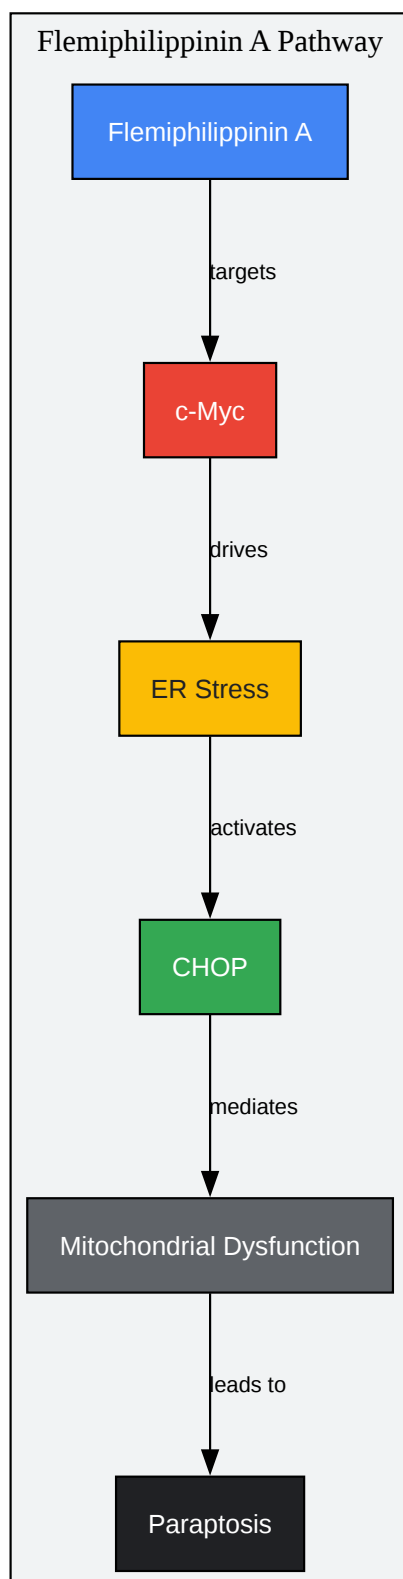 Flemiphilippinin A Pathway
Flemiphilippinin A
targets
c-Myc
drives
ER Stress
activates
CHOP
mediates
Mitochondrial Dysfunction
leads to
Paraptosis